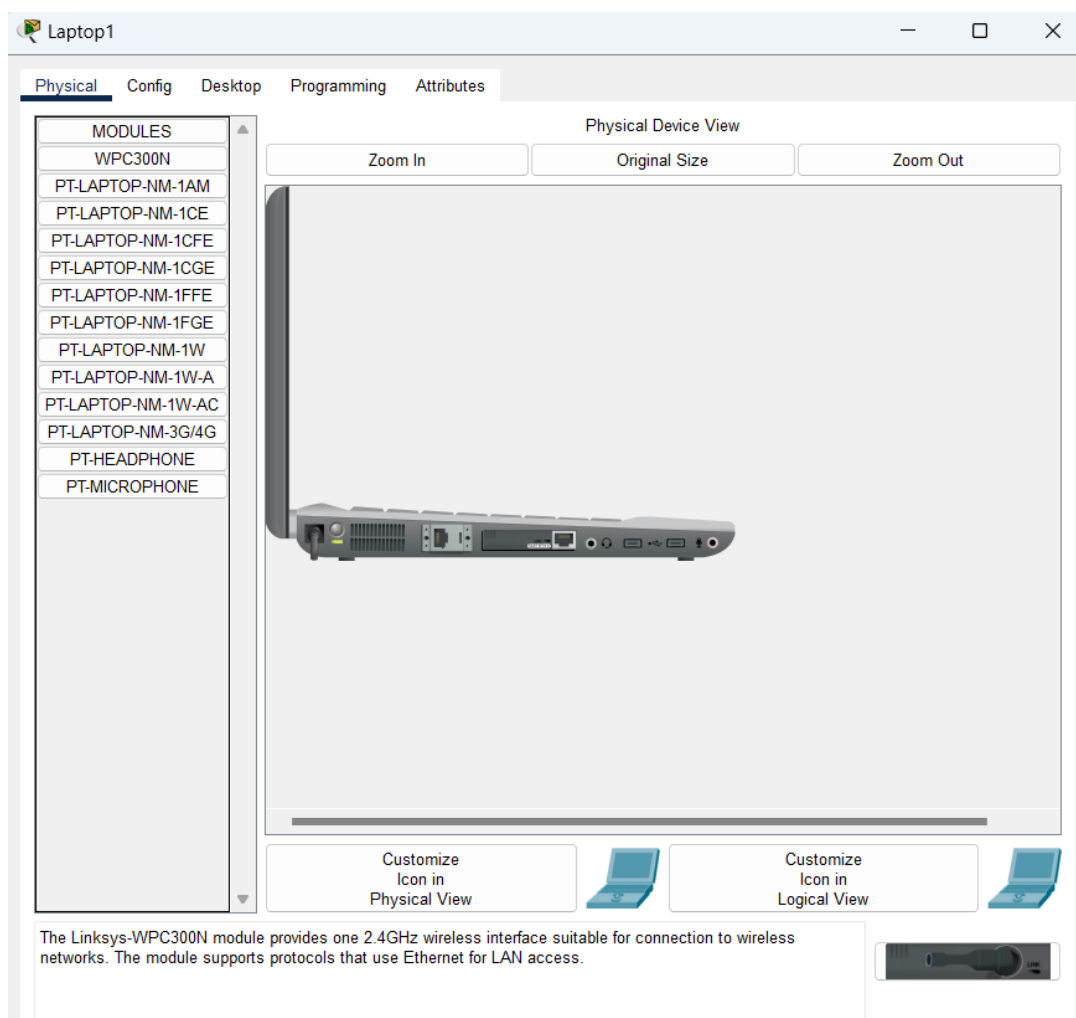 Laptop1
Physical
Config
Desktop
Programming
Attributes
MODULES
WPC300N
PT-LAPTOP-NM-1AM
PT-LAPTOP-NM-1CE
PT-LAPTOP-NM-1CFE
PT-LAPTOP-NM-1CGE
PT-LAPTOP-NM-1FFE
PT-LAPTOP-NM-1FGE
PT-LAPTOP-NM-1W
PT-LAPTOP-NM-1W-A
PT-LAPTOP-NM-1W-AC
PT-LAPTOP-NM-3G/4G
PT-HEADPHONE
PT-MICROPHONE
Physical Device View
Zoom In
Original Size
Zoom Out
Customize
Icon in
Physical View
Customize
Icon in
Logical View
The Linksys-WPC300N module provides one 2.4GHz wireless interface suitable for connection to wireless
networks. The module supports protocols that use Ethernet for LAN access.
LINK